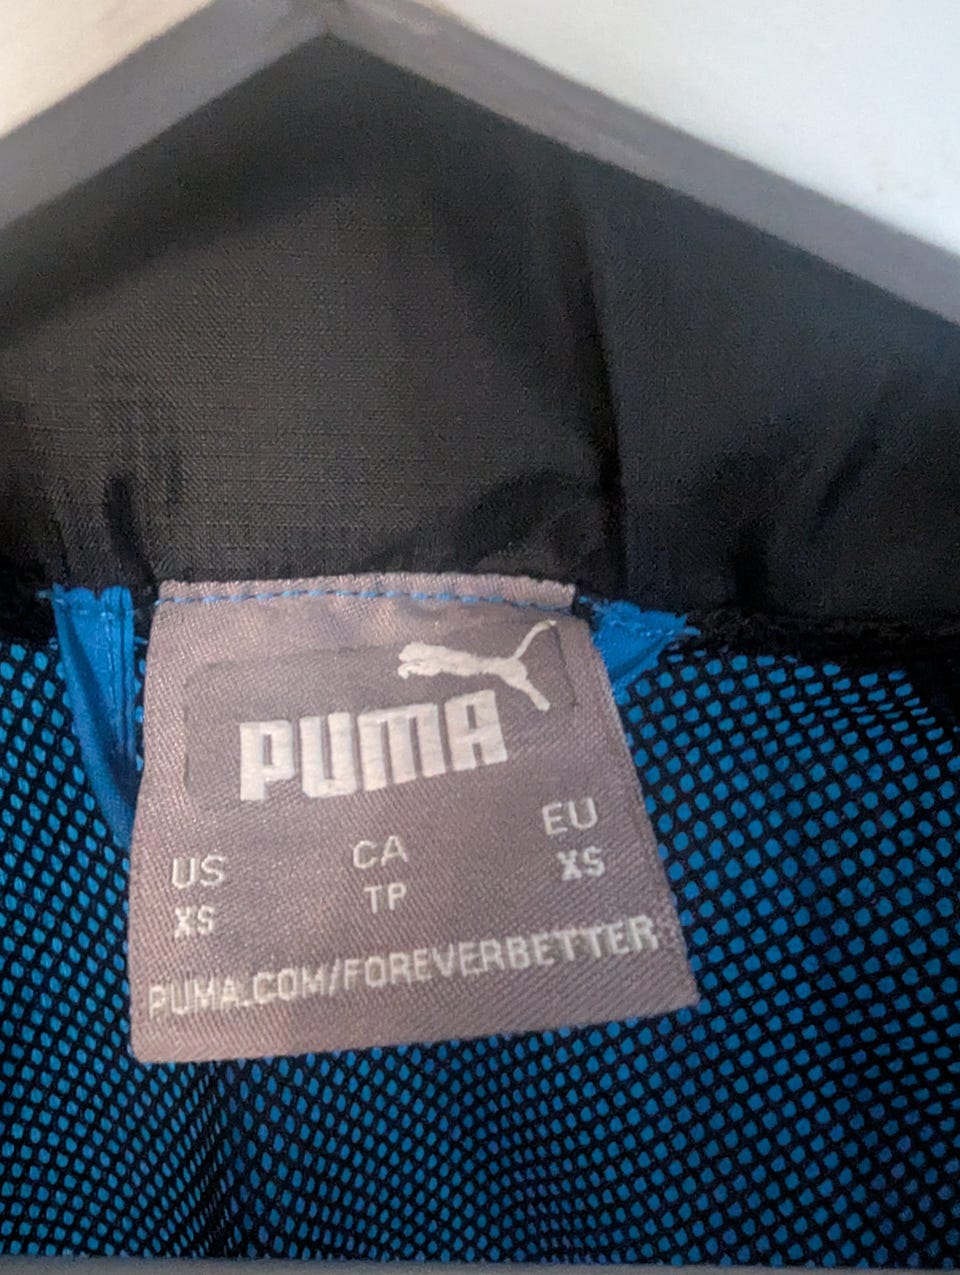 PUMA
US CA EU
XS TP XS
PUMA.COM/FOREVERBETTER